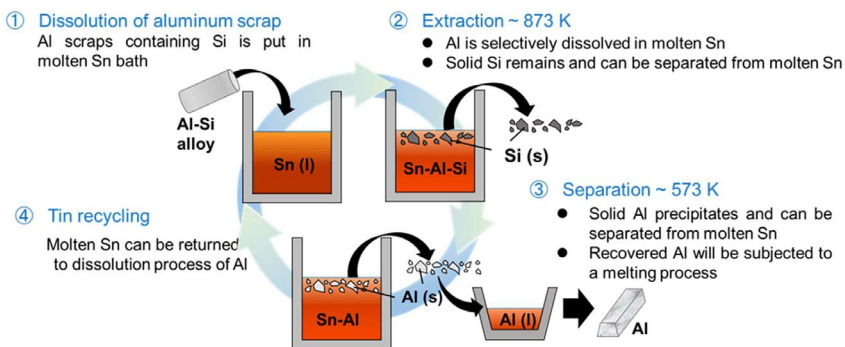 ① Dissolution of aluminum scrap
Al scraps containing Si is put in
molten Sn bath
Al-Si
alloy
Sn (l)
② Extraction ~ 873 K
● Al is selectively dissolved in molten Sn
● Solid Si remains and can be separated from molten Sn
Sn-Al-Si
Si (s)
③ Separation ~ 573 K
● Solid Al precipitates and can be
separated from molten Sn
● Recovered Al will be subjected to
a melting process
Sn-Al
Al (s)
Al (l)
Al
④ Tin recycling
Molten Sn can be returned
to dissolution process of Al